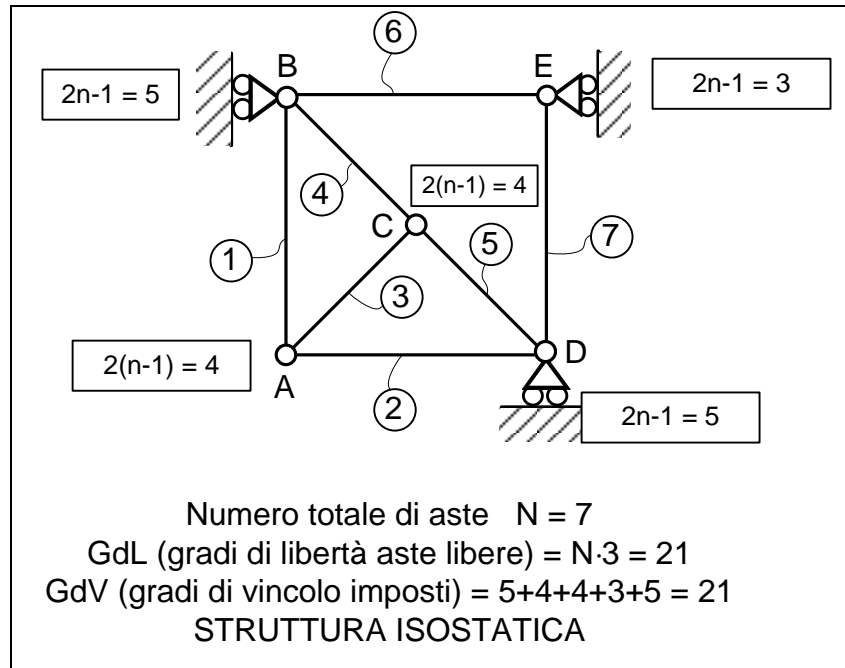 6
B
E
2n-1 = 5
2n-1 = 3
4
2(n-1) = 4
C
1
5
7
3
2(n-1) = 4
A
D
2
2n-1 = 5
Numero totale di aste N = 7
GdL (gradi di libertà aste libere) = N·3 = 21
GdV (gradi di vincolo imposti) = 5+4+4+3+5 = 21
STRUTTURA ISOSTATICA